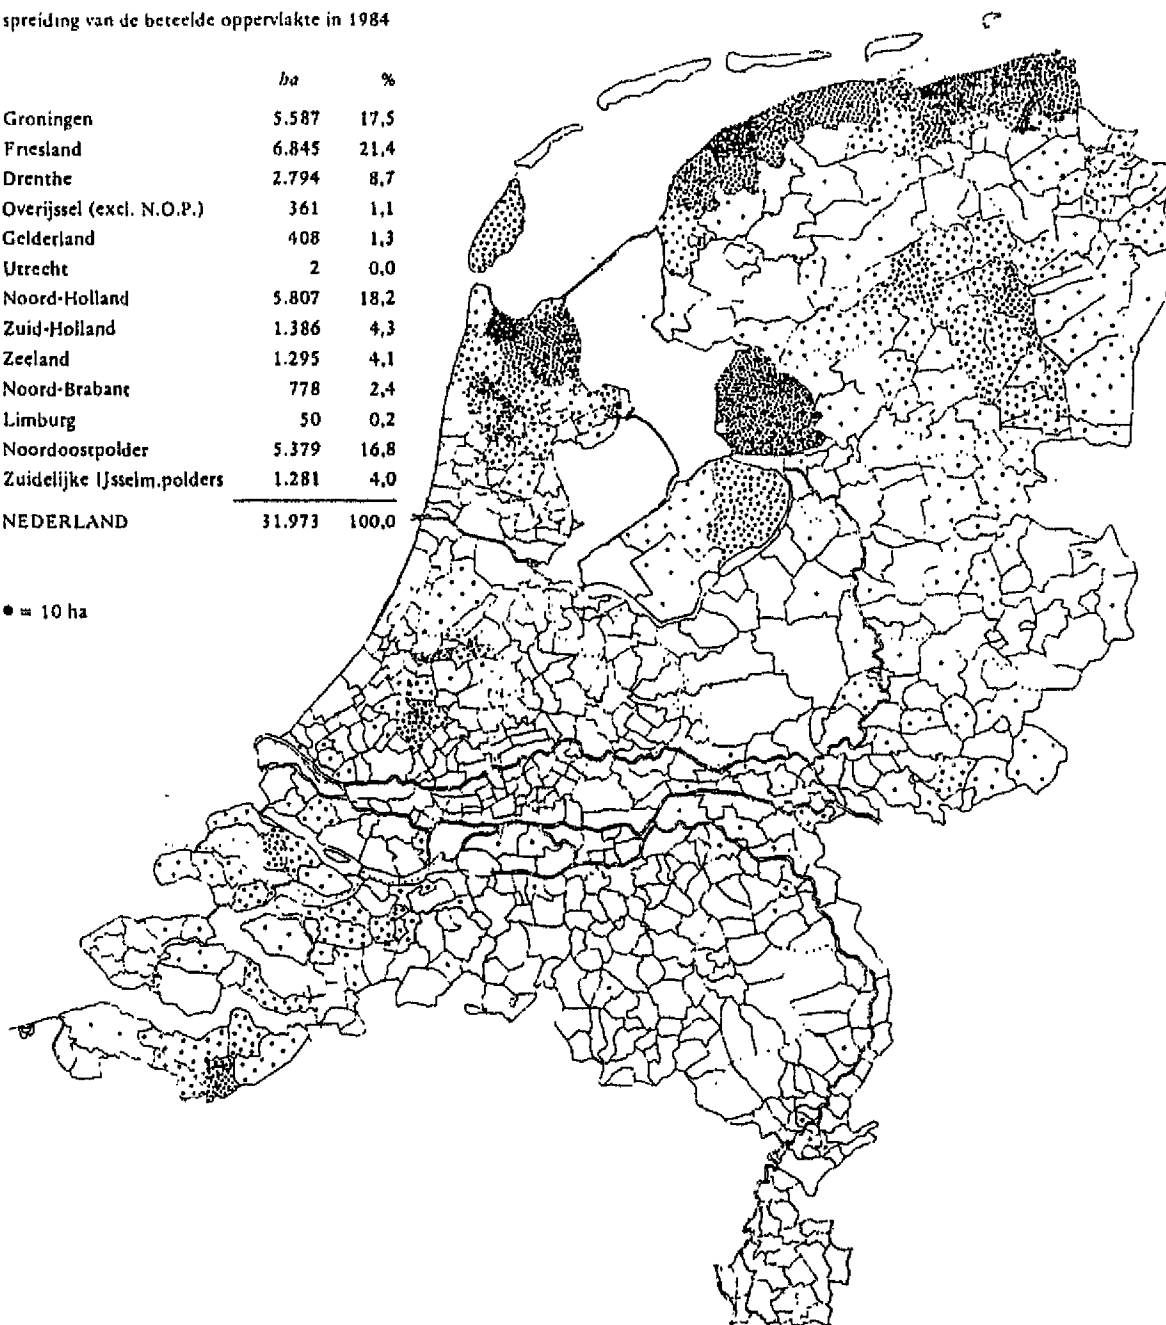 spreiding van de beteelde oppervlakte in 1984
ha %
Groningen 5.587 17,5
Friesland 6.845 21,4
Drenthe 2.794 8,7
Overijssel (excl. N.O.P.) 361 1,1
Gelderland 408 1,3
Utrecht 2 0,0
Noord-Holland 5.807 18,2
Zuid-Holland 1.386 4,3
Zeeland 1.295 4,1
Noord-Brabant 778 2,4
Limburg 50 0,2
Noordoostpolder 5.379 16,8
Zuidelijke IJsselm.polders 1.281 4,0
NEDERLAND 31.973 100,0
● = 10 ha